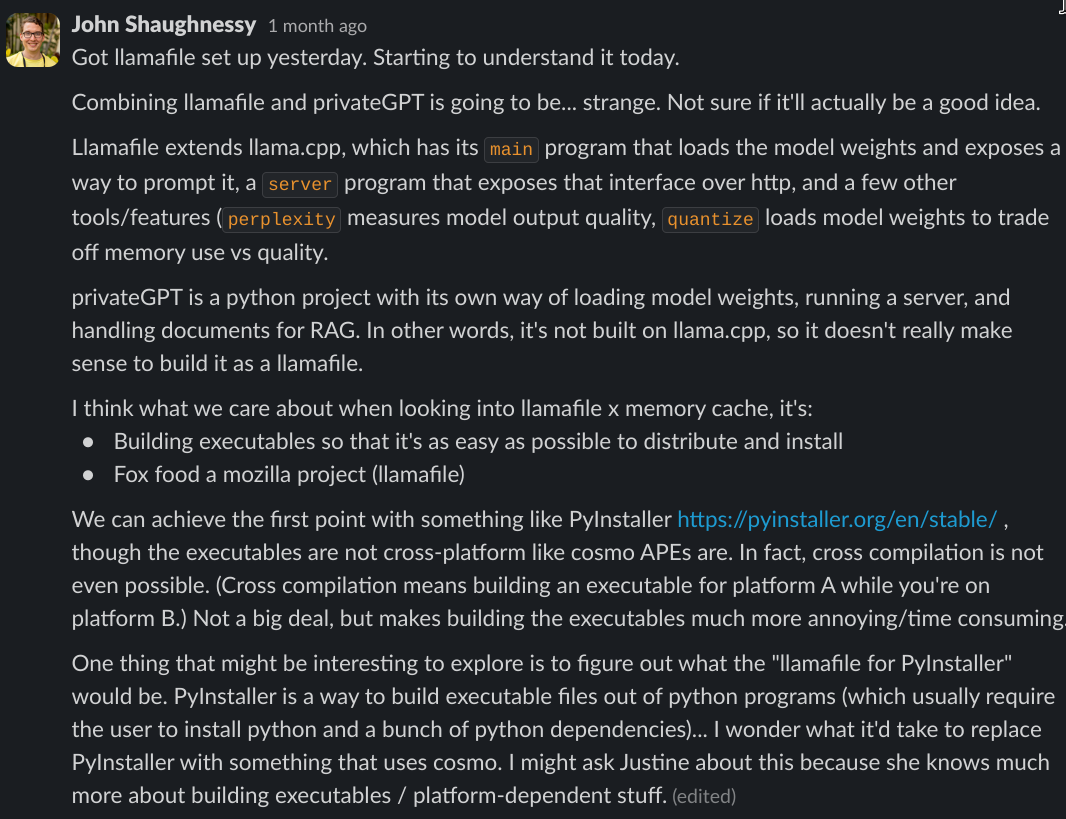 John Shaughnessy 1 month ago
Got llamafile set up yesterday. Starting to understand it today.
Combining llamafile and privateGPT is going to be... strange. Not sure if it'll actually be a good idea.
Llamafile extends llama.cpp, which has its main program that loads the model weights and exposes a
way to prompt it, a server program that exposes that interface over http, and a few other
tools/features ( perplexity measures model output quality, quantize loads model weights to trade
off memory use vs quality.
privateGPT is a python project with its own way of loading model weights, running a server, and
handling documents for RAG. In other words, it's not built on llama.cpp, so it doesn't really make
sense to build it as a llamafile.
I think what we care about when looking into llamafile x memory cache, it's:
• Building executables so that it's as easy as possible to distribute and install
• Fox food a mozilla project (llamafile)
We can achieve the first point with something like PyInstaller https://pyinstaller.org/en/stable/ ,
though the executables are not cross-platform like cosmo APEs are. In fact, cross compilation is not
even possible. (Cross compilation means building an executable for platform A while you're on
platform B.) Not a big deal, but makes building the executables much more annoying/time consuming.
One thing that might be interesting to explore is to figure out what the "llamafile for PyInstaller"
would be. PyInstaller is a way to build executable files out of python programs (which usually require
the user to install python and a bunch of python dependencies)... I wonder what it'd take to replace
PyInstaller with something that uses cosmo. I might ask Justine about this because she knows much
more about building executables / platform-dependent stuff. (edited)